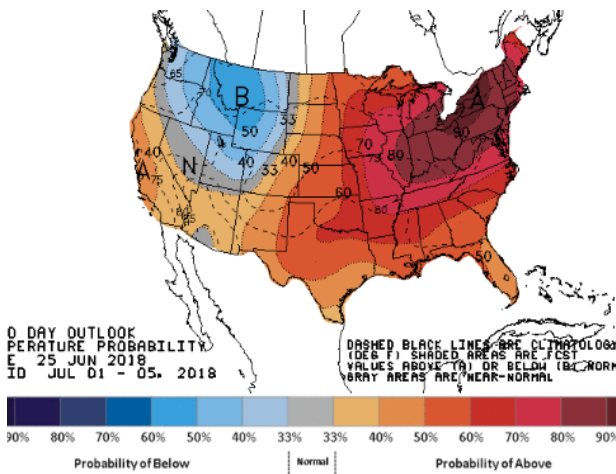 65
70
B
33
50
40
33
40
50
60
70
75
80
A
90
80
40
A
75
N
50
O DAY OUTLOOK
PERATURE PROBABILITY
E 25 JUN 2018
ID JUL 01 - 05, 2018
DASHED BLACK LINES ARE CLIMATOLOG
(DEG F) SHADED AREAS ARE FCST
VALUES ABOVE (A) OR BELOW (B) NORM
GRAY AREAS ARE NEAR-NORMAL
90% 80% 70% 60% 50% 40% 33% 33% 40% 50% 60% 70% 80% 90%
Probability of Below Normal Probability of Above